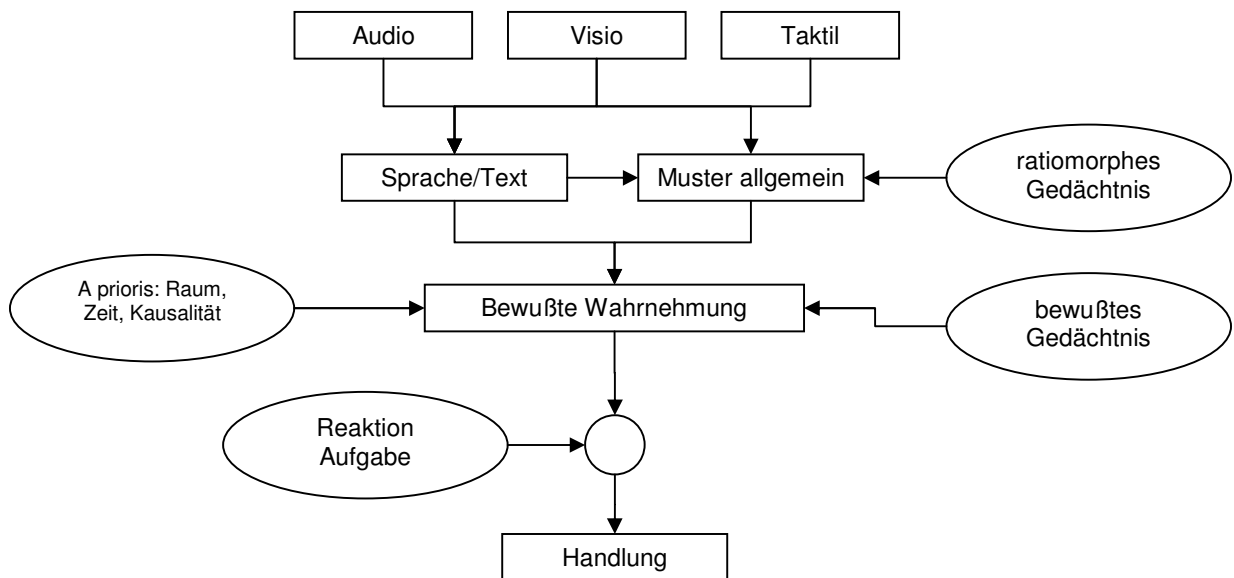 Audio
Visio
Taktil
Sprache/Text
Muster allgemein
ratiomorphes
Gedächtnis
A prioris: Raum,
Zeit, Kausalität
Bewußte Wahrnehmung
bewußtes
Gedächtnis
Reaktion
Aufgabe
Handlung